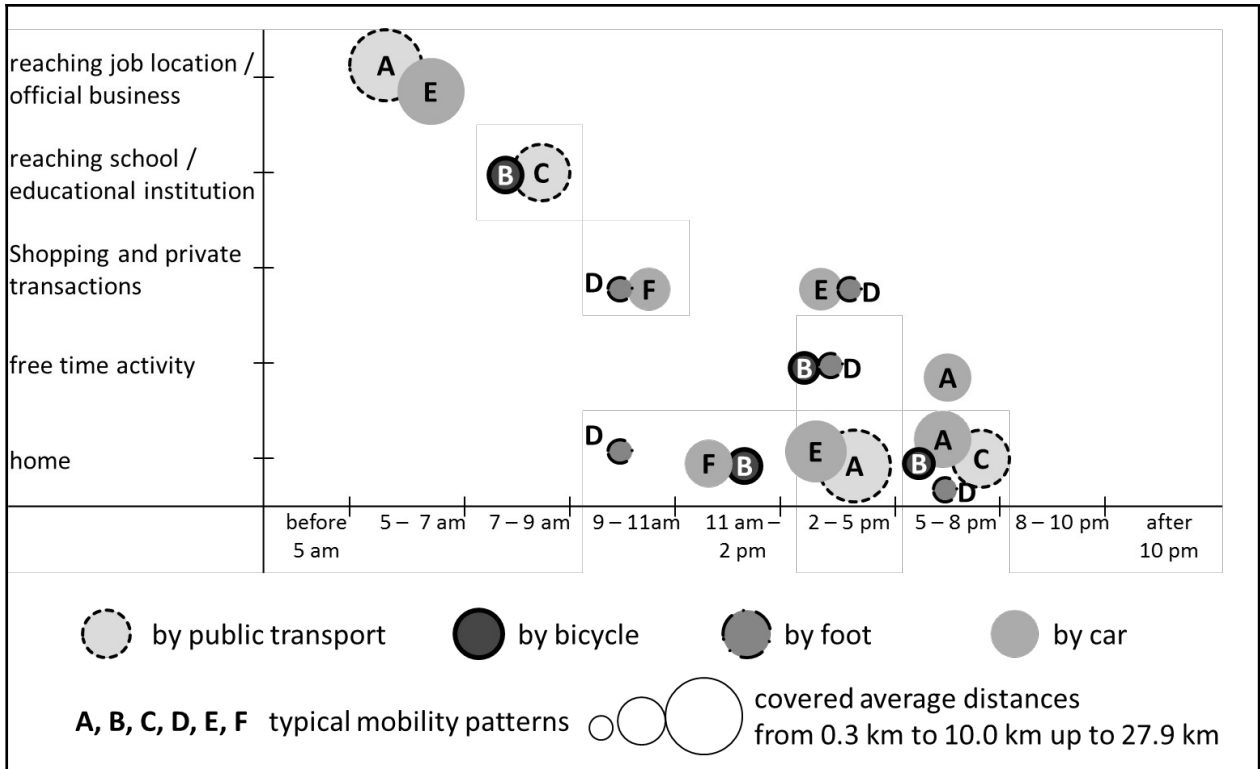 reaching job location /
official business
A
E
reaching school /
educational institution
B
C
Shopping and private
transactions
D
F
E
D
free time activity
B
D
A
home
D
F
B
E
A
A
B
C
D
before
5 am
5 – 7 am
7 – 9 am
9 – 11am
11 am –
2 pm
2 – 5 pm
5 – 8 pm
8 – 10 pm
after
10 pm
by public transport
by bicycle
by foot
by car
A, B, C, D, E, F typical mobility patterns
covered average distances
from 0.3 km to 10.0 km up to 27.9 km